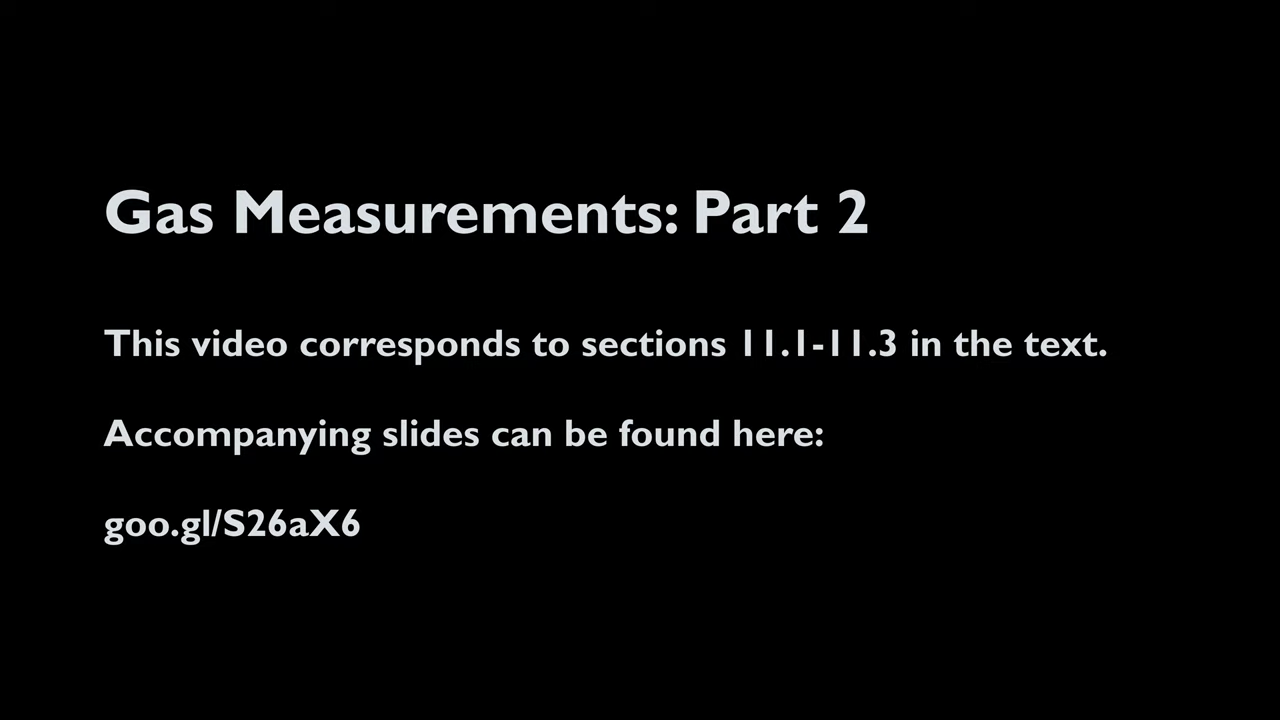 Gas Measurements: Part 2
This video corresponds to sections 11.1-11.3 in the text.
Accompanying slides can be found here:
goo.gl/S26aX6